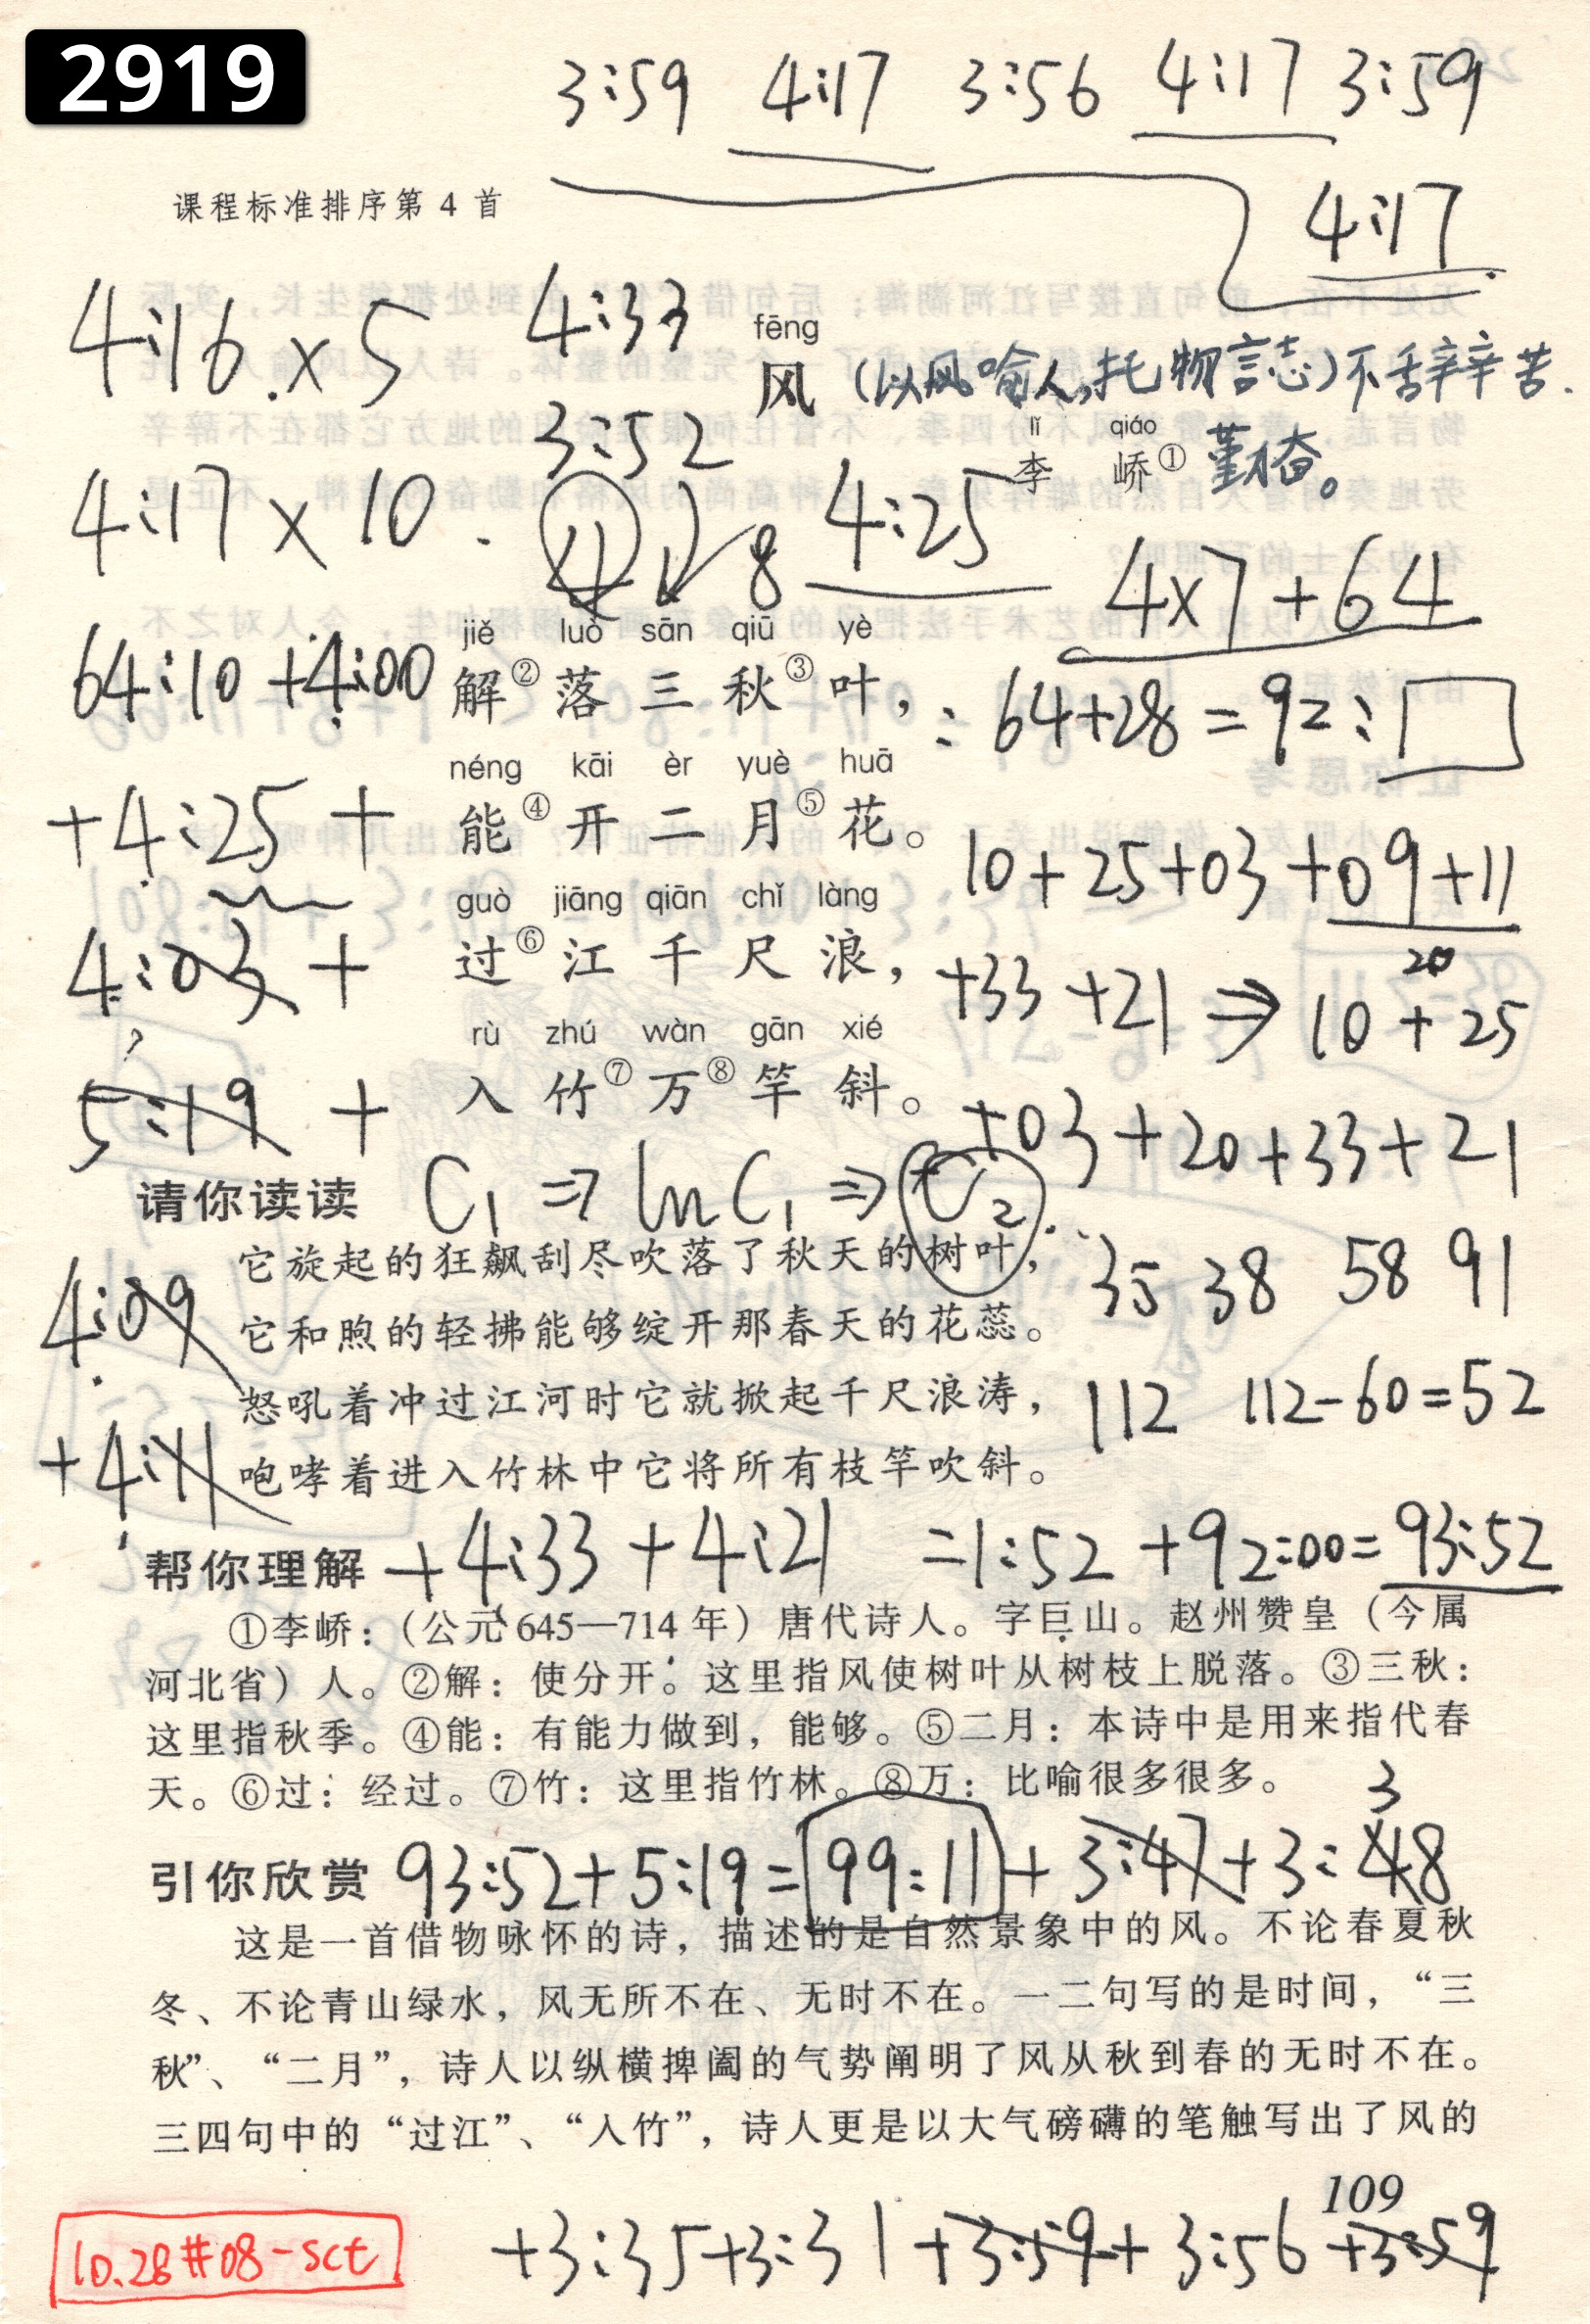 2919
3:59 4:17 3:56 4:17 3:59
4:17
课程标准排序第 4 首
4:16 × 5 4:33
fēng
风 (以风喻人,托物言志)不舌辛辛苦.
3:52
lǐ qiáo
李 峤① 堇木奋。
4:17 × 10 . 4 8 4:25
4×7+64
64:10 +4:00
jiě luò sān qiū yè
解②落三秋③叶，
: 64+28=92:
néng kāi èr yuè huā
能④开二月⑤花。
+4:25 +
10+25+03+09+11
guò jiāng qiān chǐ làng
过⑥江千尺浪，
4:03 +
20
+33 +21 ⇒ 10 + 25
rù zhú wàn gān xié
入竹⑦万⑧竿斜。
5:19 +
+03+20+33+21
请你读读 C₁ ⇒ ln C₁ ⇒ C₂
它旋起的狂飙刮尽吹落了秋天的树叶，
35 38 58 91
4:09
它和煦的轻拂能够绽开那春天的花蕊。
怒吼着冲过江河时它就掀起千尺浪涛，
112 112-60=52
+4:11
咆哮着进入竹林中它将所有枝竿吹斜。
帮你理解 +4:33 + 4:21 =1:52 +92:00=93:52
①李峤：（公元645—714年）唐代诗人。字巨山。赵州赞皇（今属
河北省）人。②解：使分开。这里指风使树叶从树枝上脱落。③三秋：
这里指秋季。④能：有能力做到，能够。⑤二月：本诗中是用来指代春
天。⑥过：经过。⑦竹：这里指竹林。⑧万：比喻很多很多。
3
引你欣赏 93:52+5:19=99:11+3:47+3:48
这是一首借物咏怀的诗，描述的是自然景象中的风。不论春夏秋
冬、不论青山绿水，风无所不在、无时不在。一二句写的是时间，“三
秋”、“二月”，诗人以纵横捭阖的气势阐明了风从秋到春的无时不在。
三四句中的“过江”、“入竹”，诗人更是以大气磅礴的笔触写出了风的
109
+3:35+3:31+3:59+3:56+3:59
10.28#08-sct